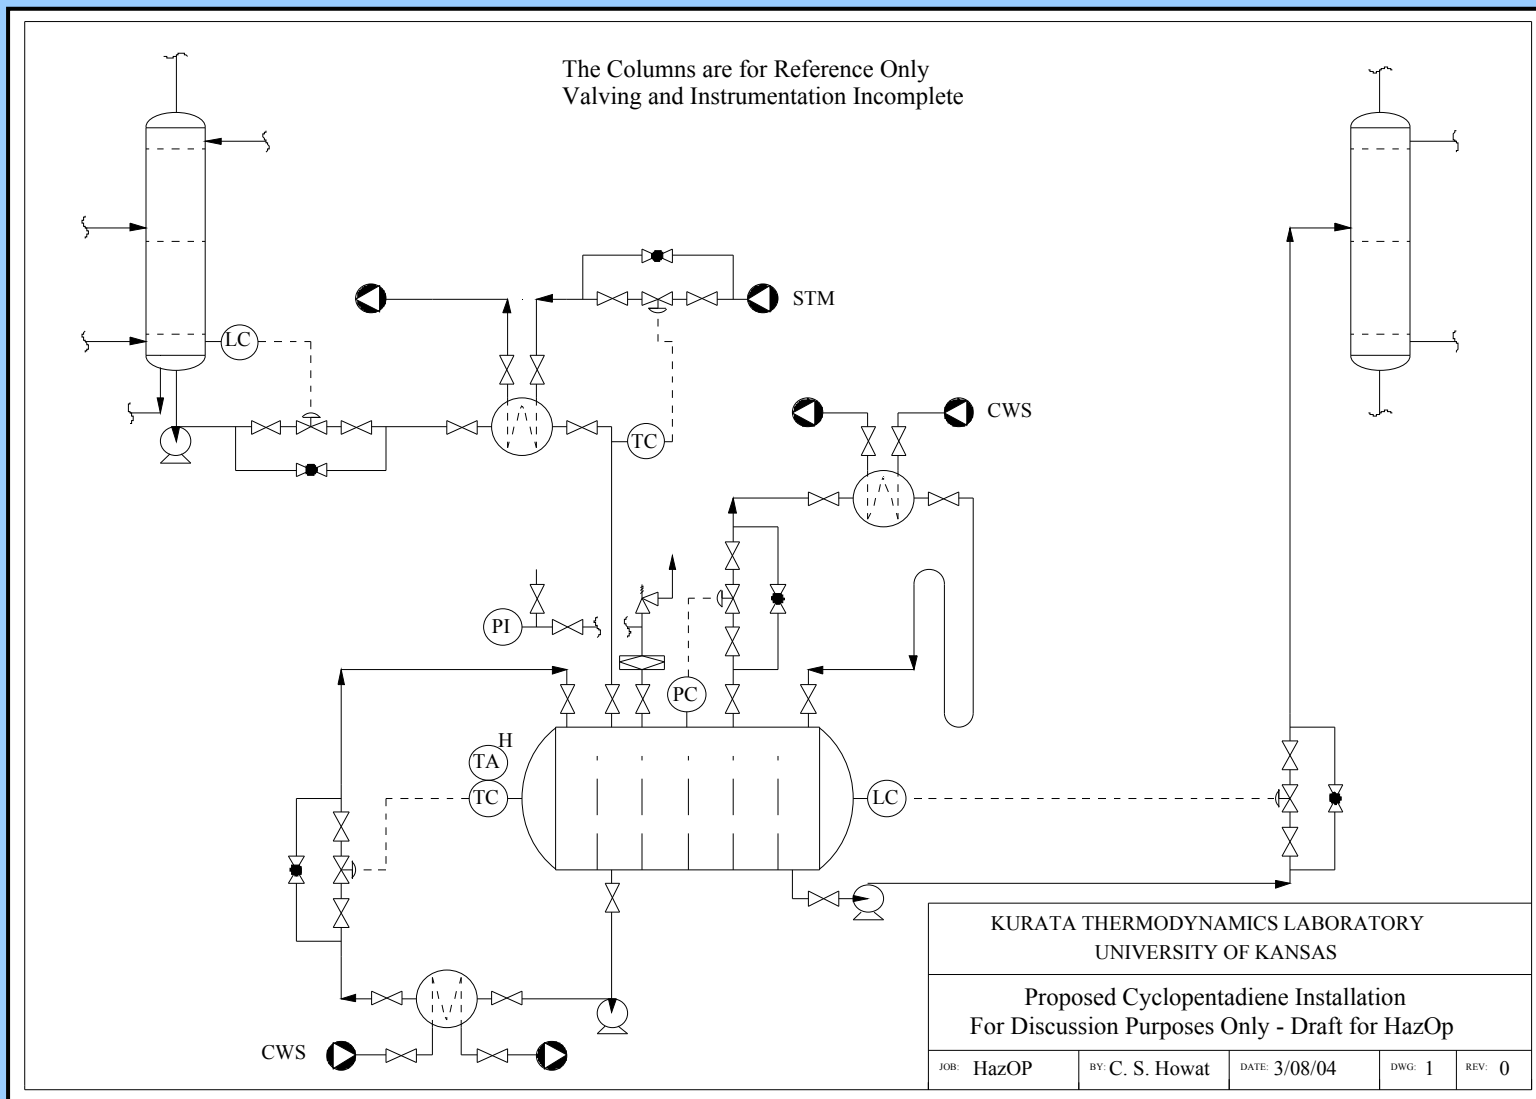 The Columns are for Reference Only
Valving and Instrumentation Incomplete
STM
LC
TC
CWS
PI
PC
H
TA
TC
LC
CWS
KURATA THERMODYNAMICS LABORATORY
UNIVERSITY OF KANSAS
Proposed Cyclopentadiene Installation
For Discussion Purposes Only - Draft for HazOp
JOB: HazOP BY: C. S. Howat DATE: 3/08/04 DWG: 1 REV: 0